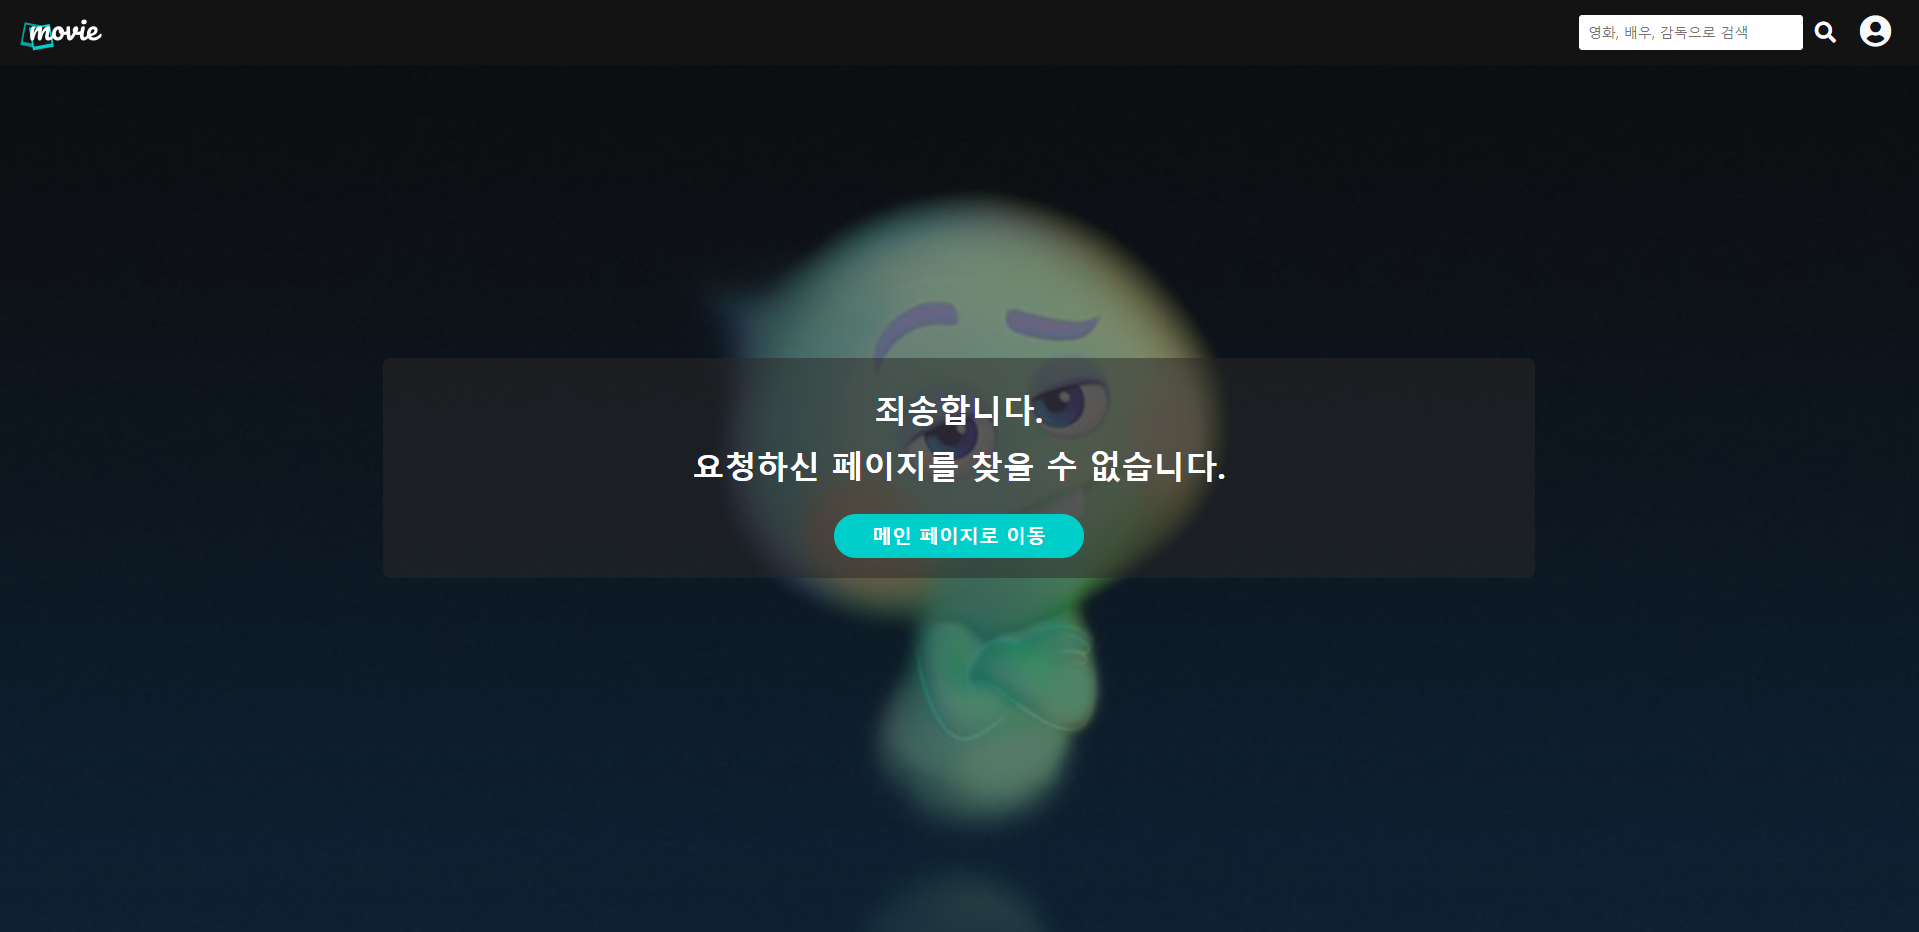 movie
영화, 배우, 감독으로 검색
죄송합니다.
요청하신 페이지를 찾을 수 없습니다.
메인 페이지로 이동